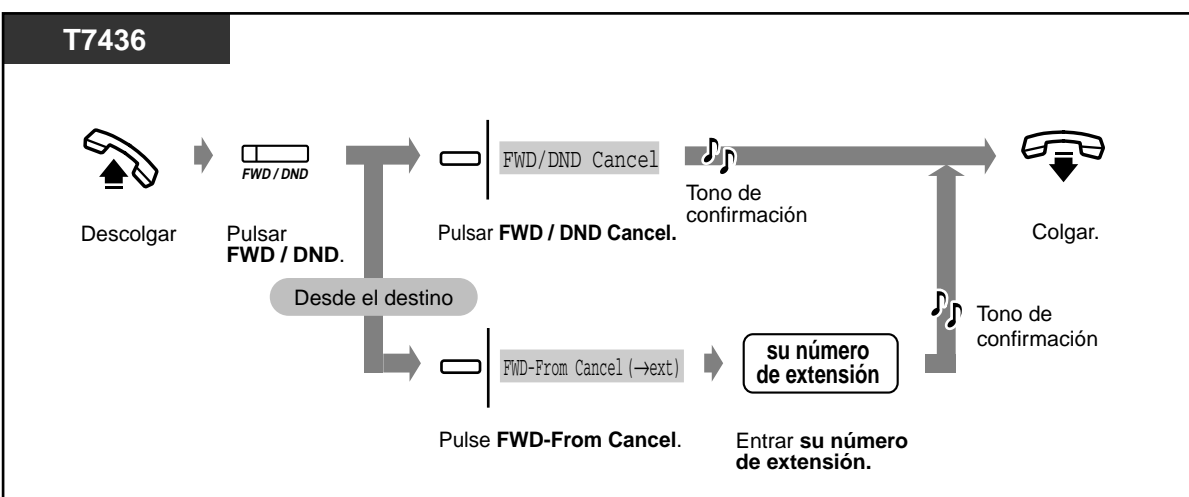 T7436
FWD / DND
FWD/DND Cancel
Tono de
confirmación
Descolgar
Pulsar
FWD / DND.
Pulsar FWD / DND Cancel.
Colgar.
Desde el destino
FWD-From Cancel (→ext)
su número
de extensión
Tono de
confirmación
Pulse FWD-From Cancel.
Entrar su número
de extensión.